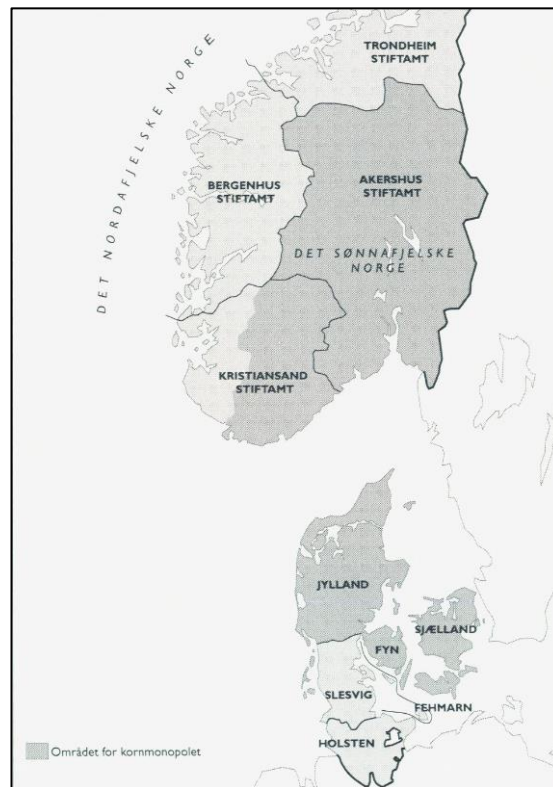 TRONDHEIM
STIFTAMT
DET NORDAFJELSKE NORGE
AKERSHUS
STIFTAMT
BERGENHUS
STIFTAMT
DET SØNNAFJELSKE
NORGE
KRISTIANSAND
STIFTAMT
JYLLAND
SJÆLLAND
FYN
SLESVIG
FEHMARN
HOLSTEN
Området for kornmonopolet